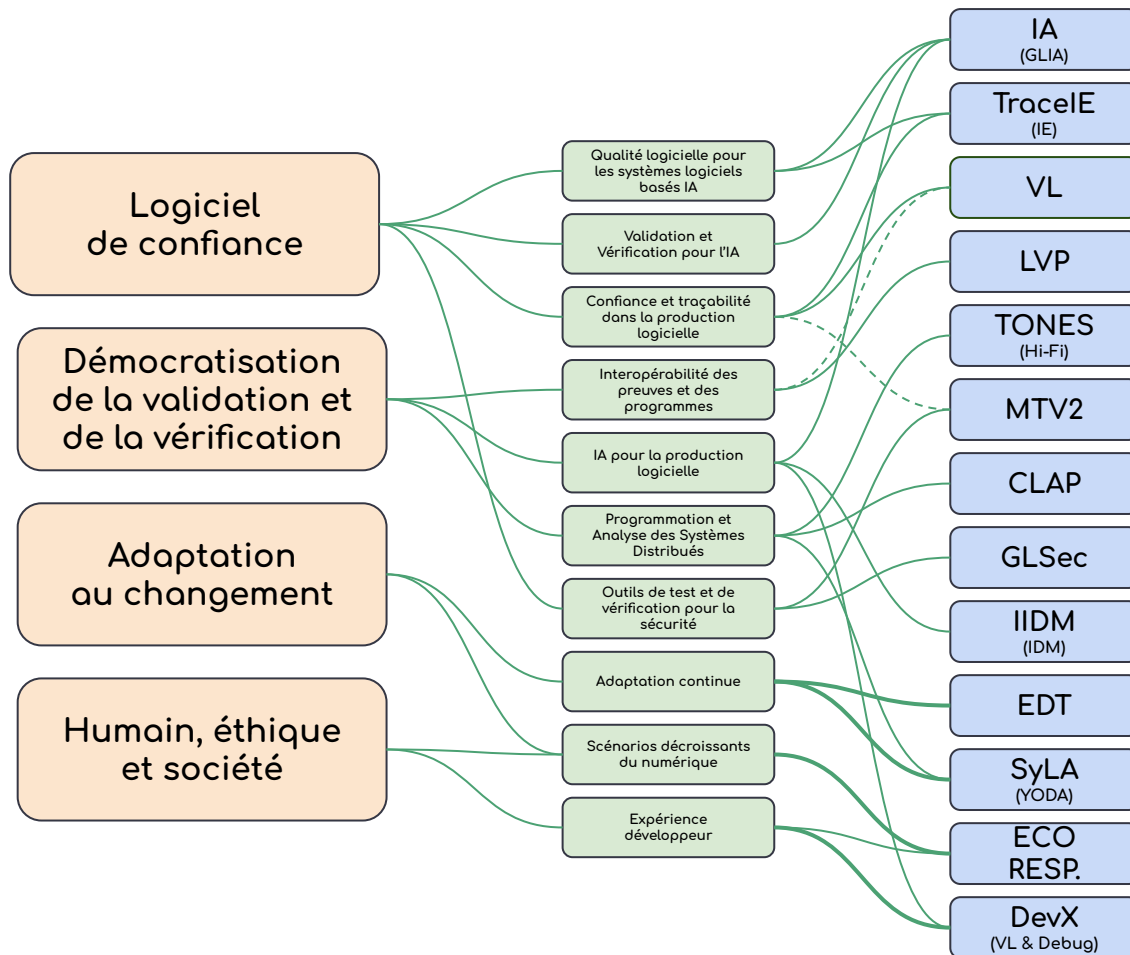 Logiciel
de confiance
Démocratisation
de la validation et
de la vérification
Adaptation
au changement
Humain, éthique
et société
Qualité logicielle pour
les systèmes logiciels
basés IA
Validation et
Vérification pour l'IA
Confiance et traçabilité
dans la production
logicielle
Interopérabilité des
preuves et des
programmes
IA pour la production
logicielle
Programmation et
Analyse des Systèmes
Distribués
Outils de test et de
vérification pour la
sécurité
Adaptation continue
Scénarios décroissants
du numérique
Expérience
développeur
IA
(GLIA)
TraceIE
(IE)
VL
LVP
TONES
(Hi-Fi)
MTV2
CLAP
GLSec
IIDM
(IDM)
EDT
SyLA
(YODA)
ECO
RESP.
DevX
(VL & Debug)